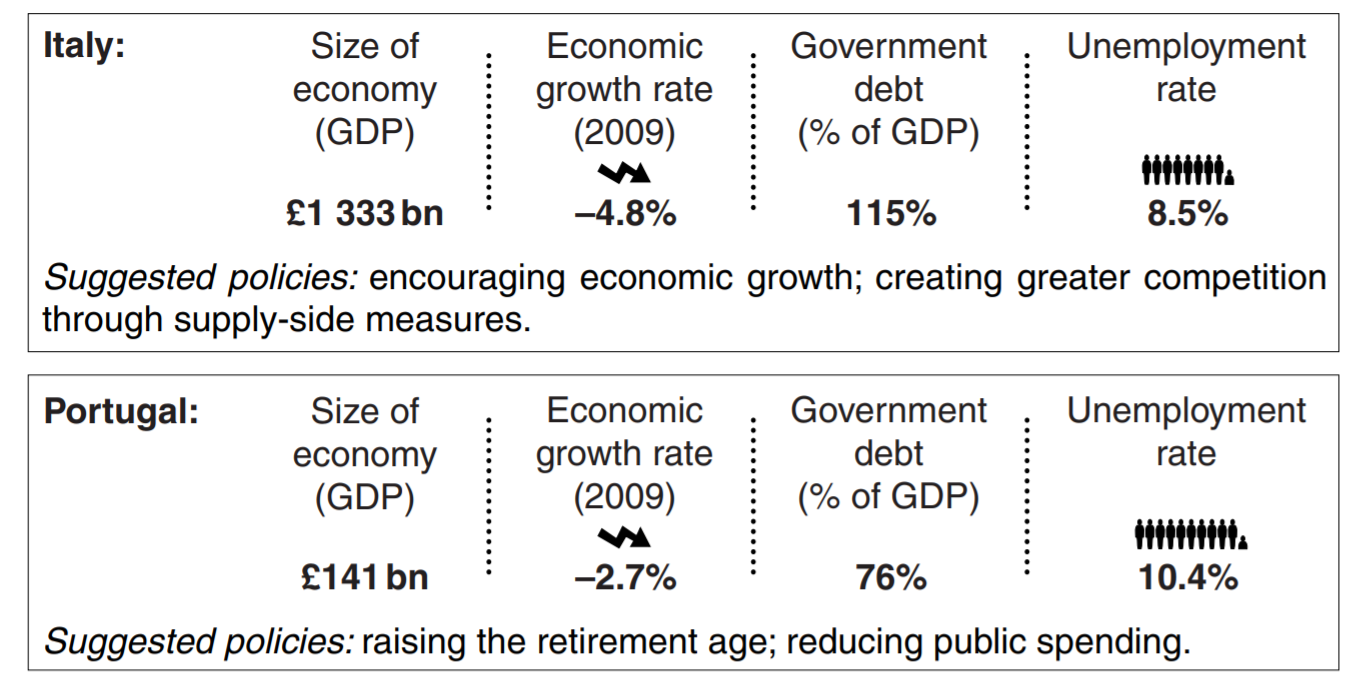 Italy: Size of Economic Government Unemployment
economy growth rate debt rate
(GDP) (2009) (% of GDP)
£1 333 bn –4.8% 115% 8.5%
Suggested policies: encouraging economic growth; creating greater competition
through supply-side measures.
Portugal: Size of Economic Government Unemployment
economy growth rate debt rate
(GDP) (2009) (% of GDP)
£141 bn –2.7% 76% 10.4%
Suggested policies: raising the retirement age; reducing public spending.